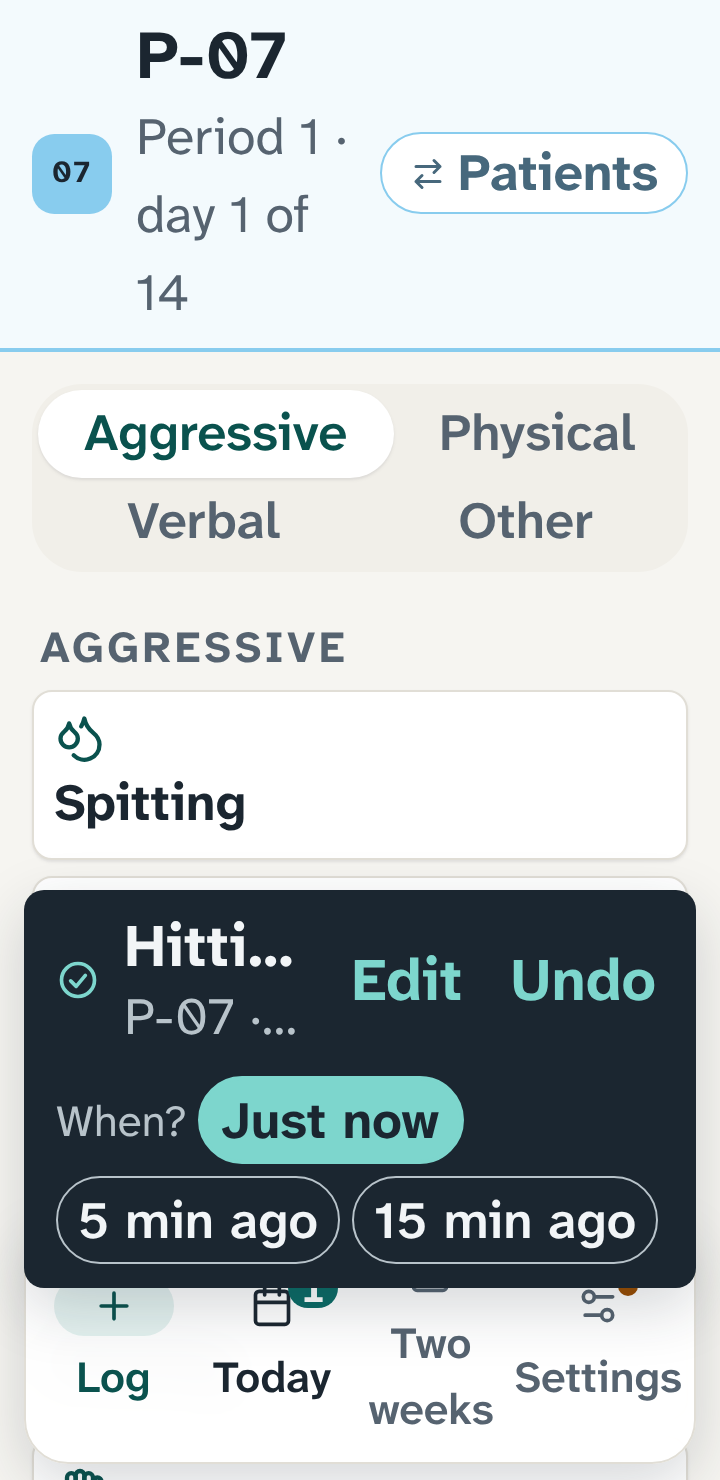 P-07
07
Period 1 ·
day 1 of
14
Patients
Aggressive
Physical
Verbal
Other
AGGRESSIVE
Spitting
Hitti...
P-07 ·...
Edit
Undo
When?
Just now
5 min ago
15 min ago
1
Log
Today
Two
weeks
Settings